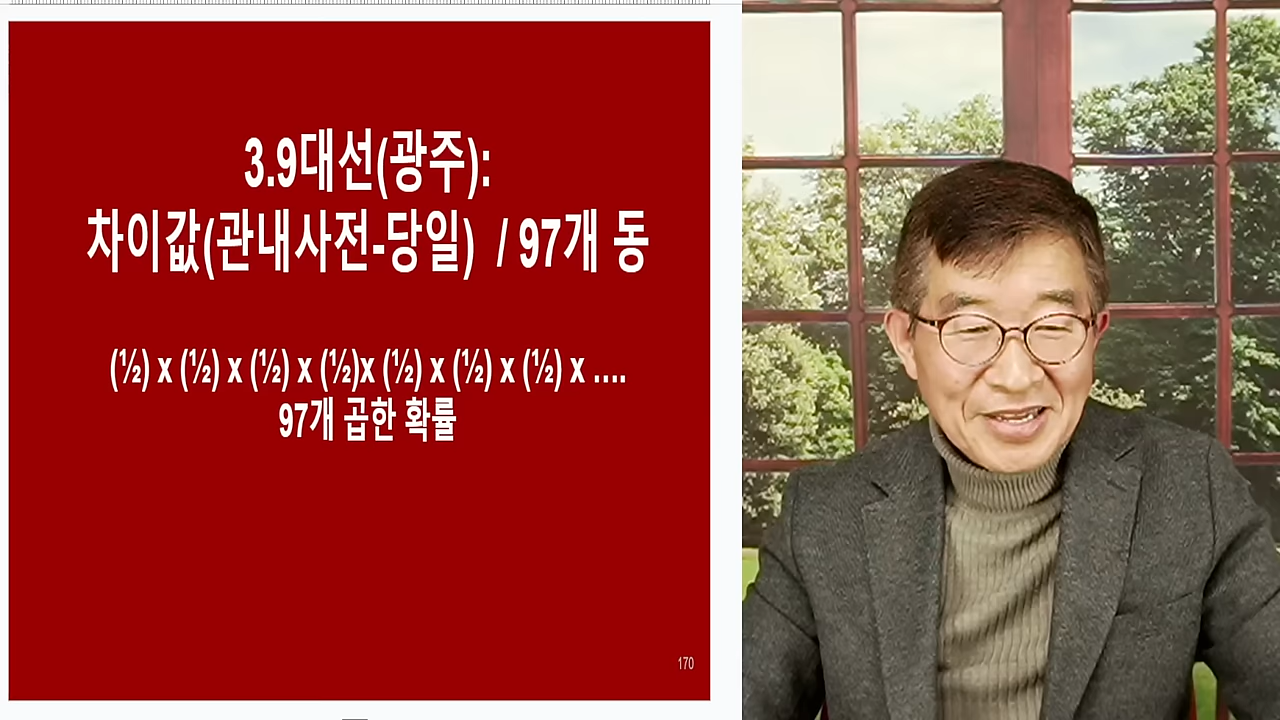 3.9대선(광주):
차이값(관내사전-당일) / 97개 동
(½) x (½) x (½) x (½)x (½) x (½) x (½) x ....
97개 곱한 확률
170